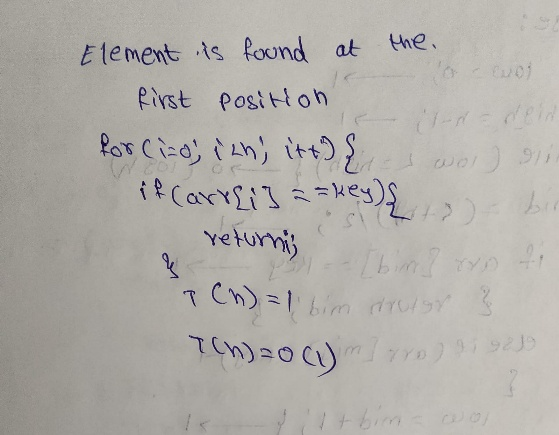 Element is found at the.
first position
for(i=0; i<n; i++){
if(arr[i] ==key){
return i;
}
T(n)=1
T(n)=O(1)